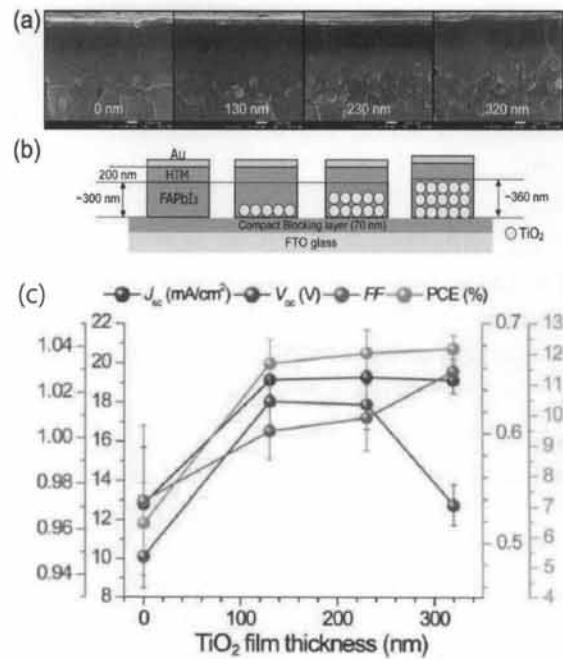 (a)
0 nm 130 nm 230 nm 320 nm
(b)
Au
200 nm HTM
~300 nm FAPbI₃ ~360 nm
Compact Blocking layer (70 nm) TiO₂
FTO glass
(c) Jsc (mA/cm²) Voc (V) FF PCE (%)
22 0.7 13
1.04 20 12
1.02 18 11
1.00 16 0.6 10
0.98 14 9
0.96 12 8
0.94 10 0.5 7
8 6
5
4
0 100 200 300
TiO₂ film thickness (nm)